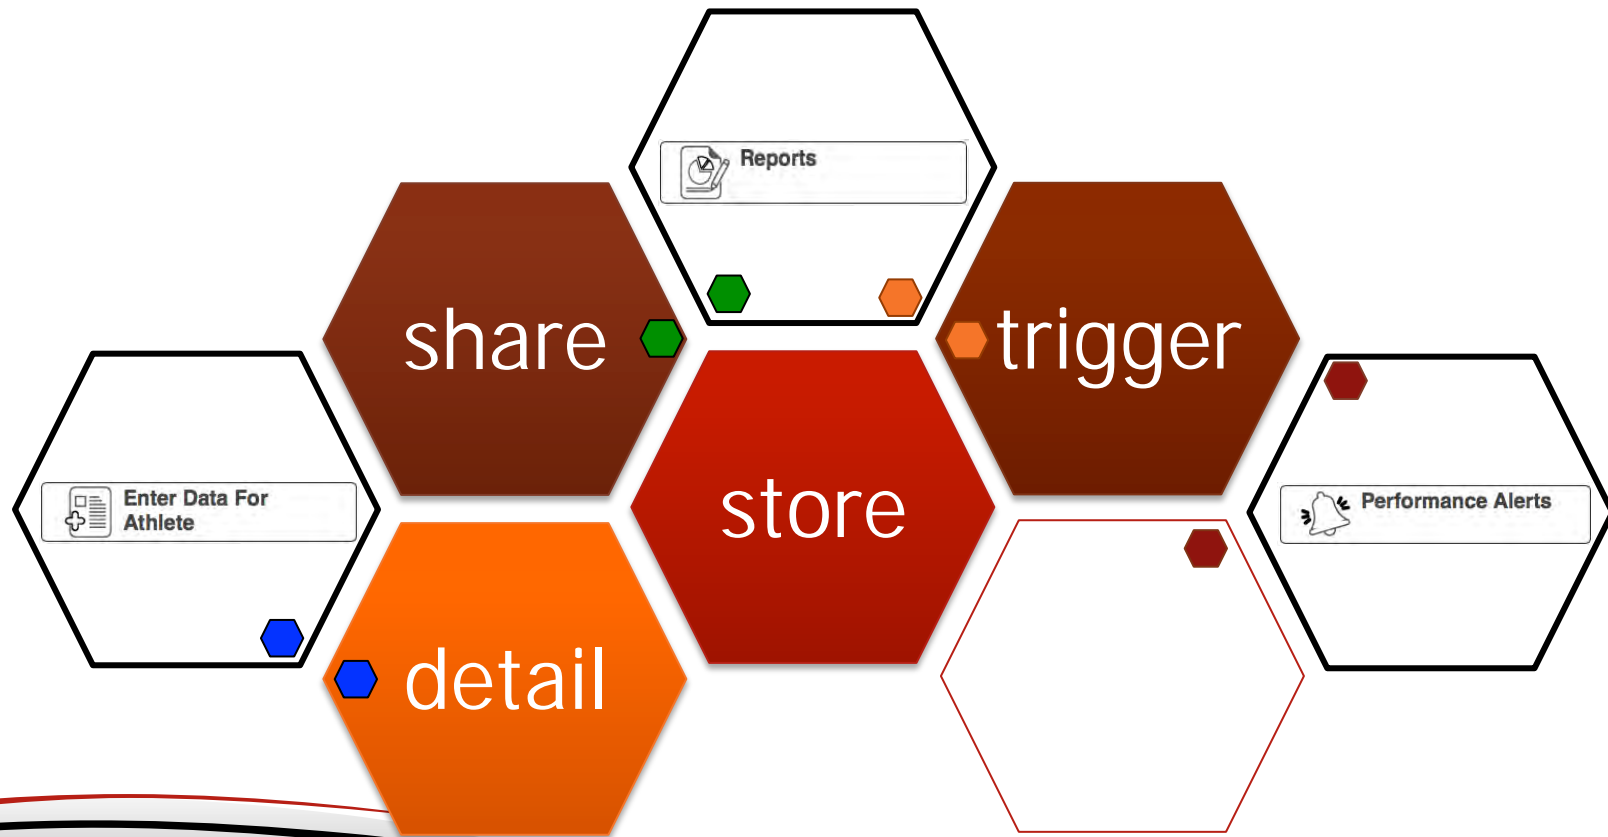 Reports
share
trigger
Enter Data For
Athlete
store
Performance Alerts
detail